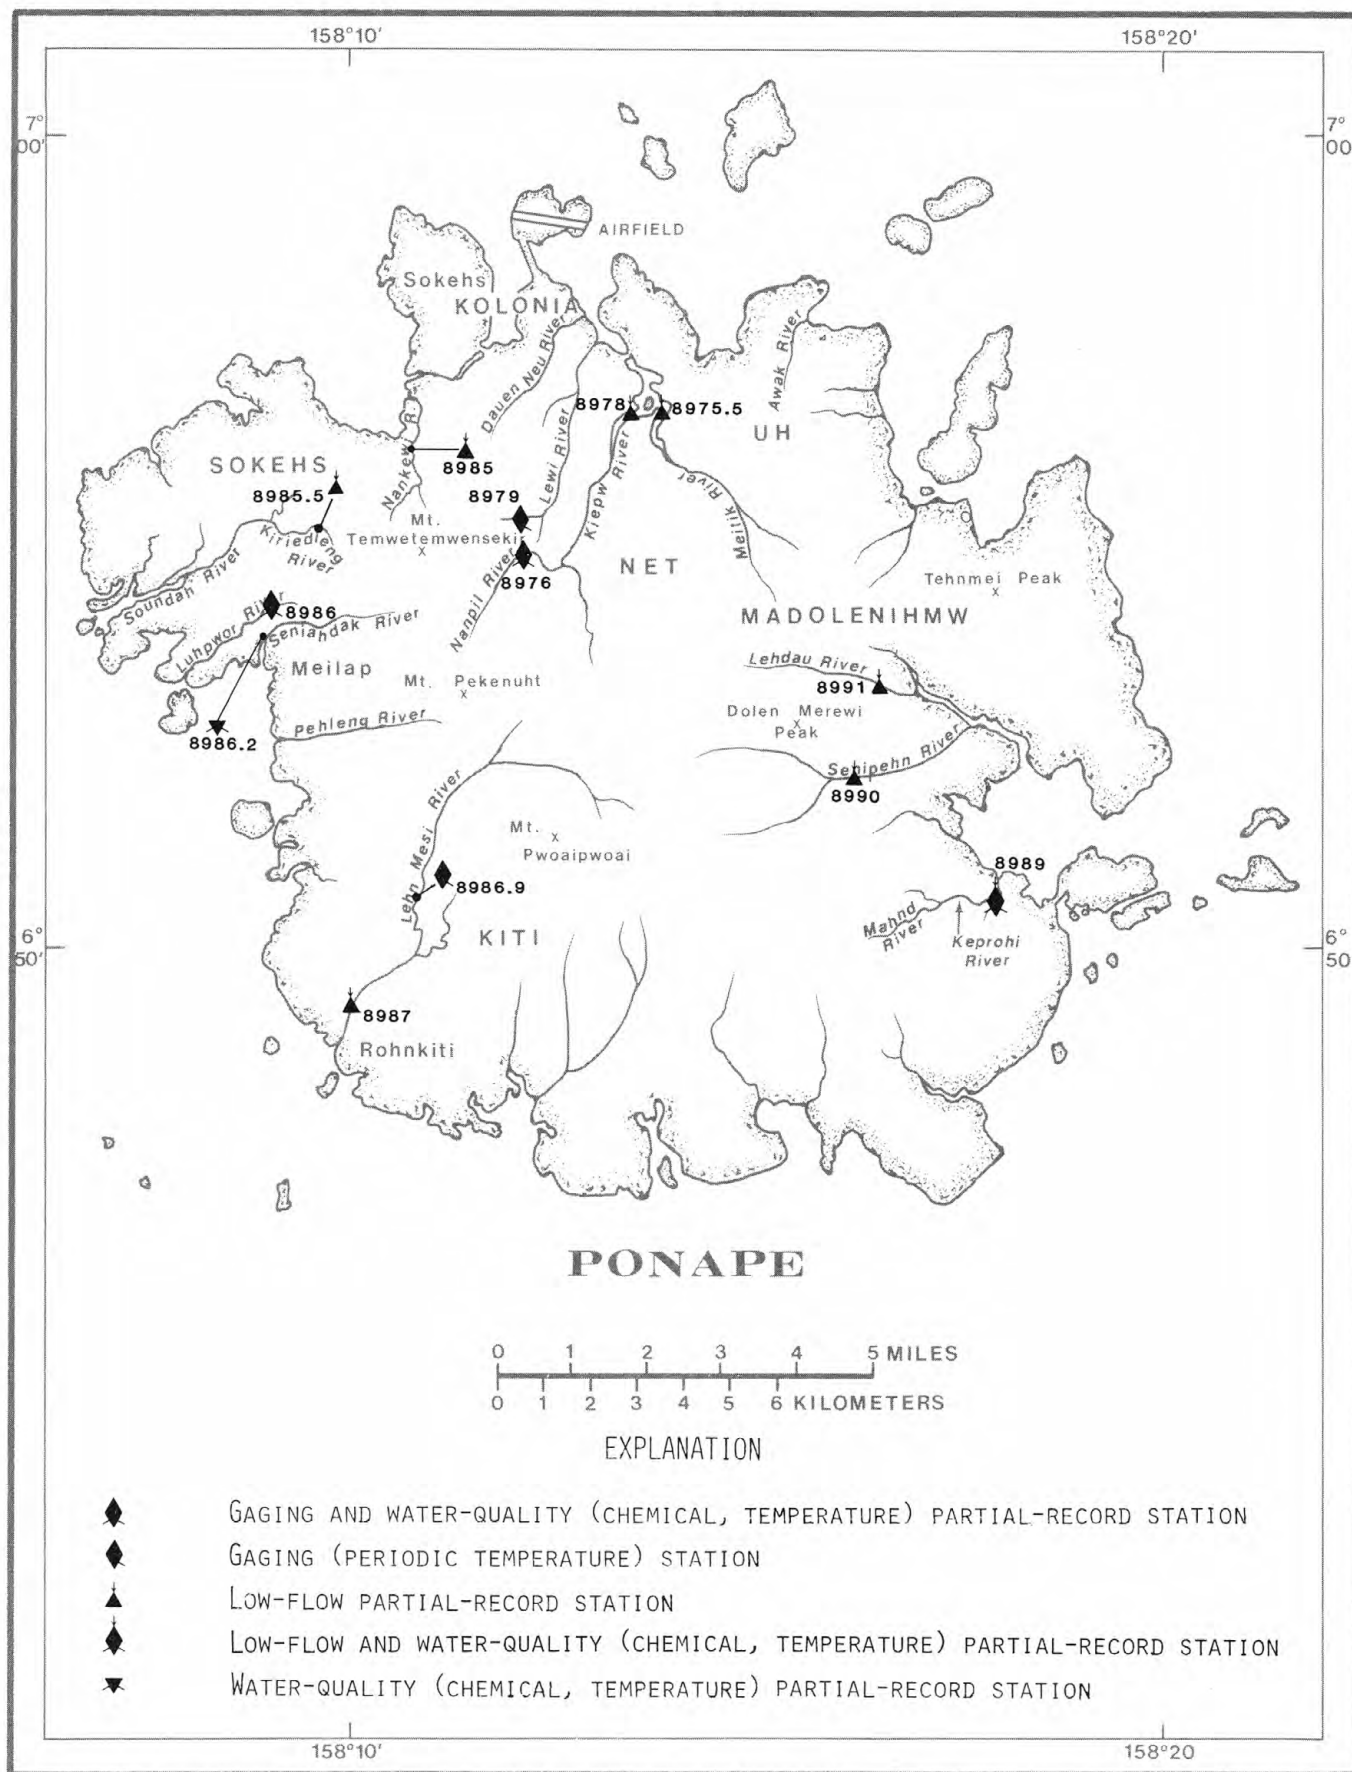 158°10'
158°20'
7°
00'
7°
00'
AIRFIELD
Sokehs
KOLONIA
Dauen Neu River
Awak River
8978
8975.5
UH
Nankewi R.
8985
Lewi River
Kiepw River
Meitik River
SOKEHS
8985.5
8979
Mt.
Temwetemwensekir
Kiriedleng
River
NET
8976
Nanpil River
Tehnmei Peak
Soundah River
Luhpwor River
8986
Seniahdak River
MADOLENIHMW
Meilap
Lehdau River
8991
Mt. Pekenuht
Dolen Merewi
Peak
8986.2
Pehleng River
Senipehn River
8990
Lehn Mesi River
Mt.
Pwoaipwoai
8986.9
8989
Mahnd
River
Keprohi
River
KITI
6°
50'
6°
50'
8987
Rohnkiti
PONAPE
0 1 2 3 4 5 MILES
0 1 2 3 4 5 6 KILOMETERS
EXPLANATION
GAGING AND WATER-QUALITY (CHEMICAL, TEMPERATURE) PARTIAL-RECORD STATION
GAGING (PERIODIC TEMPERATURE) STATION
LOW-FLOW PARTIAL-RECORD STATION
LOW-FLOW AND WATER-QUALITY (CHEMICAL, TEMPERATURE) PARTIAL-RECORD STATION
WATER-QUALITY (CHEMICAL, TEMPERATURE) PARTIAL-RECORD STATION
158°10'
158°20